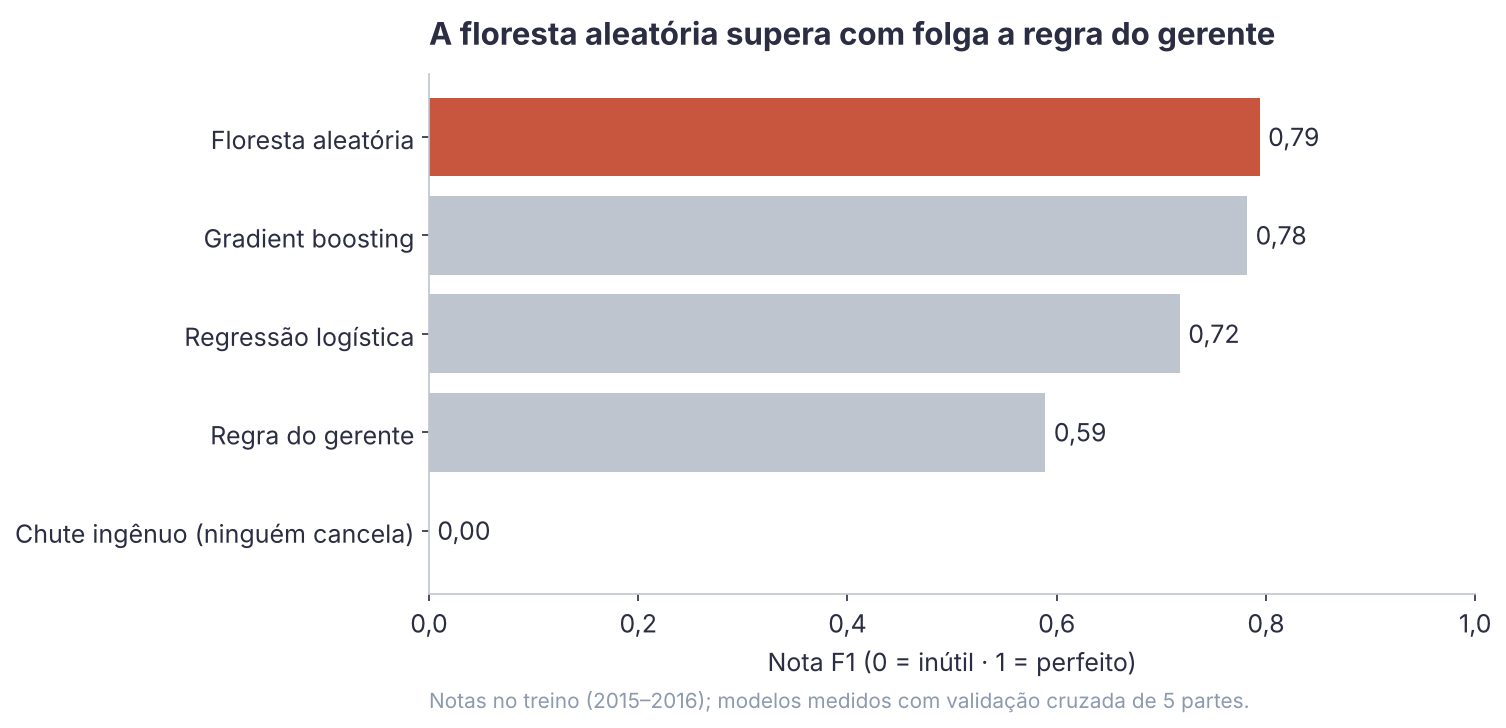 A floresta aleatória supera com folga a regra do gerente
Floresta aleatória
0,79
Gradient boosting
0,78
Regressão logística
0,72
Regra do gerente
0,59
Chute ingênuo (ninguém cancela)
0,00
0,0 0,2 0,4 0,6 0,8 1,0
Nota F1 (0 = inútil · 1 = perfeito)
Notas no treino (2015–2016); modelos medidos com validação cruzada de 5 partes.